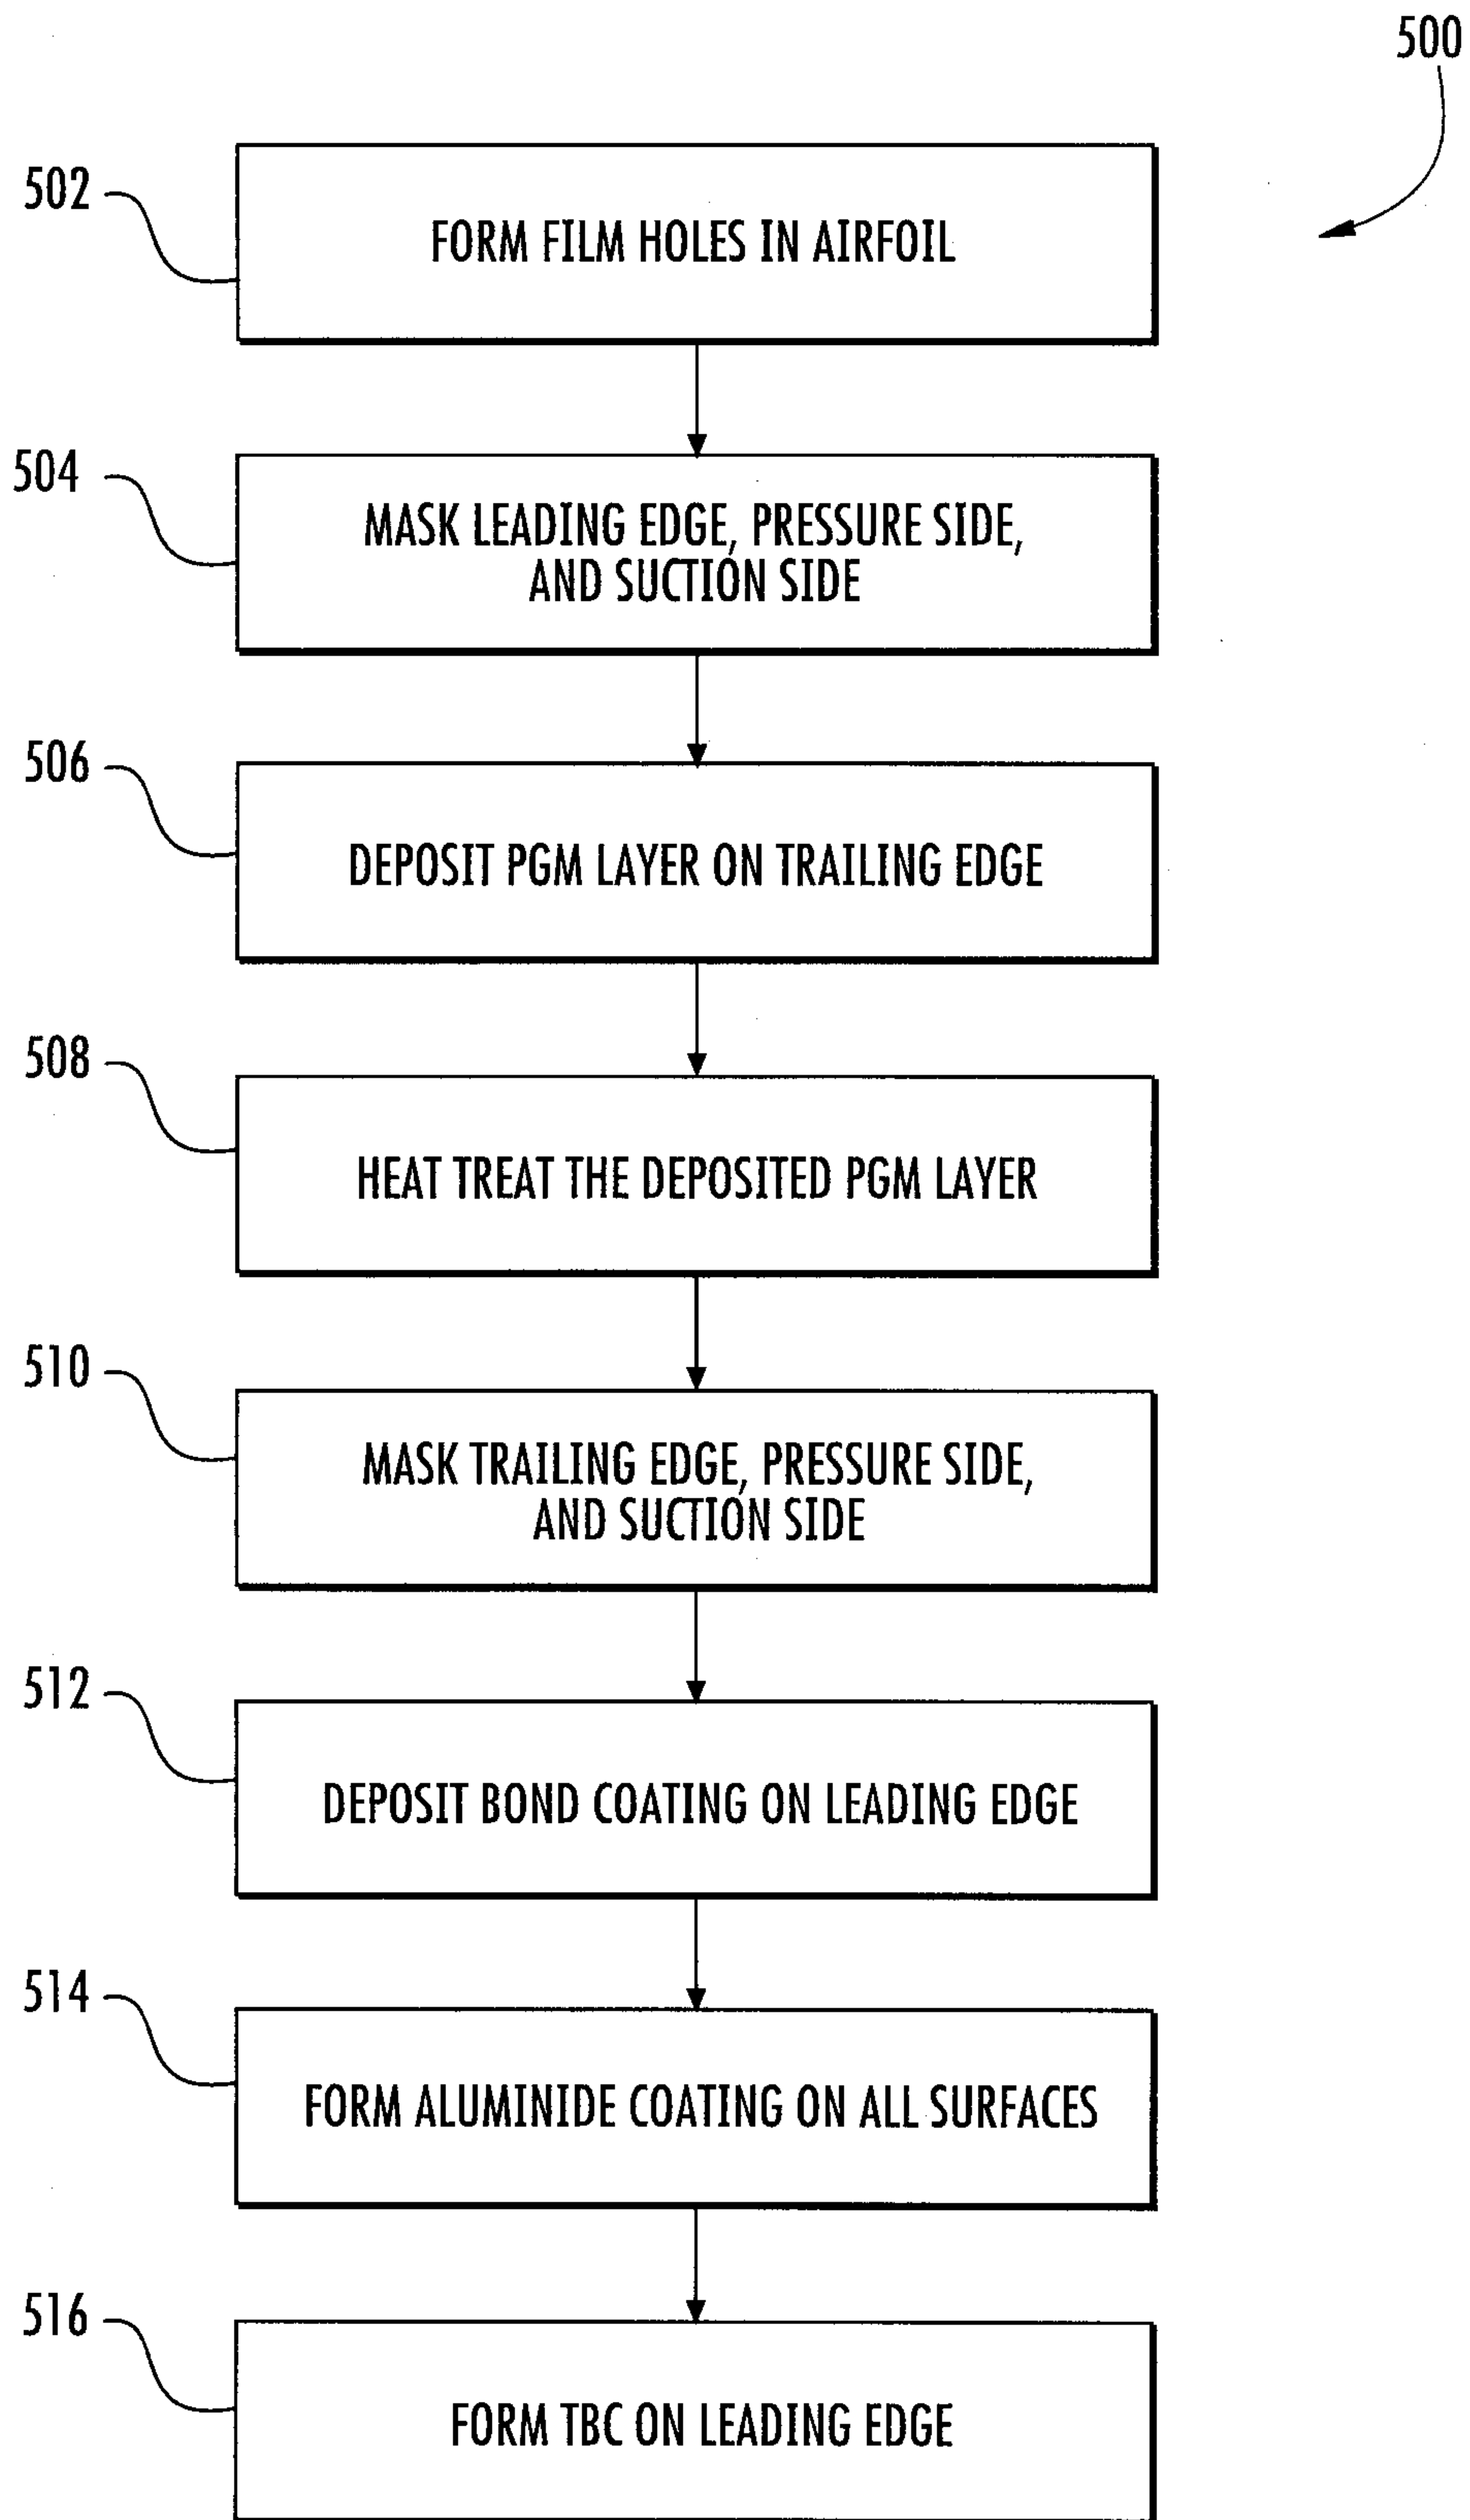 500
502
FORM FILM HOLES IN AIRFOIL
504
MASK LEADING EDGE, PRESSURE SIDE,
AND SUCTION SIDE
506
DEPOSIT PGM LAYER ON TRAILING EDGE
508
HEAT TREAT THE DEPOSITED PGM LAYER
510
MASK TRAILING EDGE, PRESSURE SIDE,
AND SUCTION SIDE
512
DEPOSIT BOND COATING ON LEADING EDGE
514
FORM ALUMINIDE COATING ON ALL SURFACES
516
FORM TBC ON LEADING EDGE